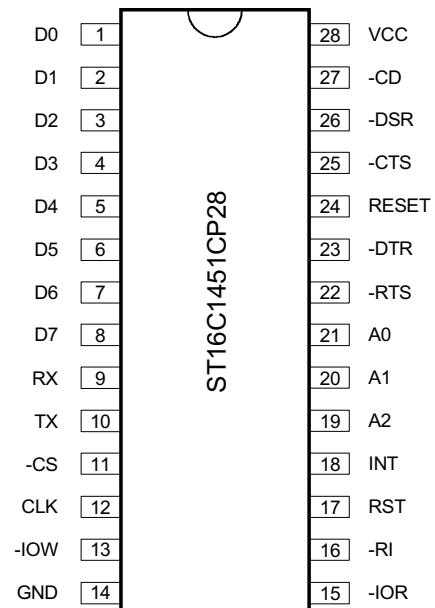 D0 1 28 VCC
D1 2 27 -CD
D2 3 26 -DSR
D3 4 25 -CTS
D4 5 24 RESET
D5 6 23 -DTR
D6 7 22 -RTS
D7 8 21 A0
RX 9 20 A1
TX 10 19 A2
-CS 11 18 INT
CLK 12 17 RST
-IOW 13 16 -RI
GND 14 15 -IOR
ST16C1451CP28